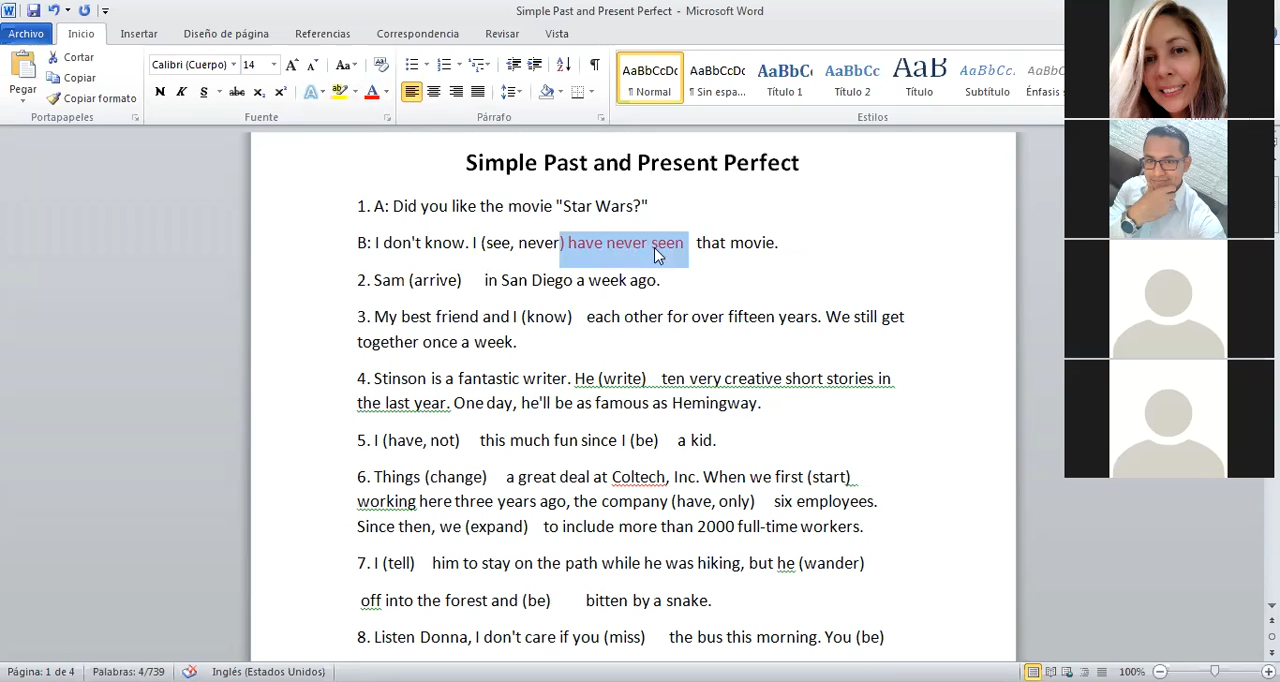 Simple Past and Present Perfect - Microsoft Word
Archivo Inicio Insertar Diseño de página Referencias Correspondencia Revisar Vista
Pegar
Cortar
Copiar
Copiar formato
Portapapeles
Calibri (Cuerpo) 14
N K S abc
Fuente
Párrafo
AaBbCcDc AaBbCcDc AaBbC AaBbCc AaB AaBbCc. AaBbCc
¶ Normal ¶ Sin espa... Título 1 Título 2 Título Subtítulo Énfasis s
Estilos
Simple Past and Present Perfect
1. A: Did you like the movie "Star Wars?"
B: I don't know. I (see, never) have never seen that movie.
2. Sam (arrive) in San Diego a week ago.
3. My best friend and I (know) each other for over fifteen years. We still get
together once a week.
4. Stinson is a fantastic writer. He (write) ten very creative short stories in
the last year. One day, he'll be as famous as Hemingway.
5. I (have, not) this much fun since I (be) a kid.
6. Things (change) a great deal at Coltech, Inc. When we first (start)
working here three years ago, the company (have, only) six employees.
Since then, we (expand) to include more than 2000 full-time workers.
7. I (tell) him to stay on the path while he was hiking, but he (wander)
off into the forest and (be) bitten by a snake.
8. Listen Donna, I don't care if you (miss) the bus this morning. You (be)
Página: 1 de 4 Palabras: 4/739 Inglés (Estados Unidos) 100%